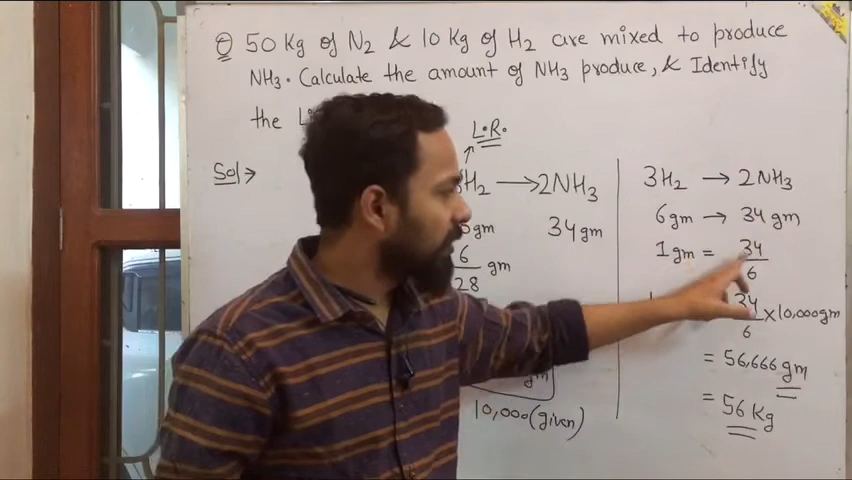 Q 50 Kg of N2 & 10 Kg of H2 are mixed to produce
NH3. Calculate the amount of NH3 produce, & Identify
the
L.R.
Sol →
H2 → 2NH3
gm 34gm
6/28 gm
gm
10,000 (given)
3H2 → 2NH3
6gm → 34 gm
1gm = 34/6
34/6 x 10,000gm
= 56,666 gm
= 56 Kg